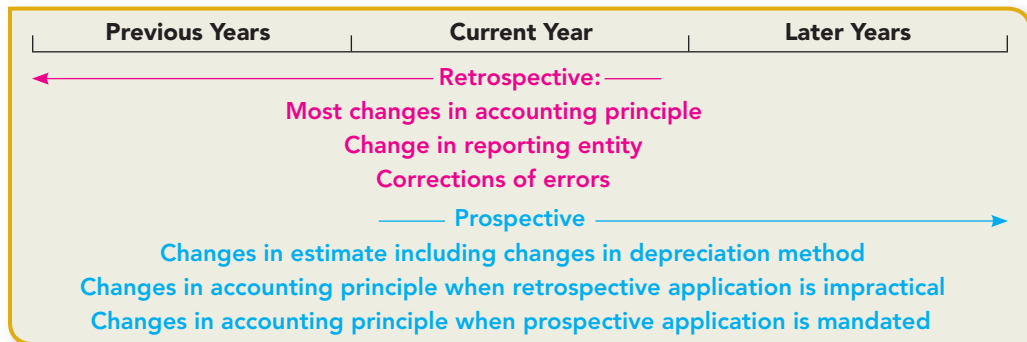 Previous Years Current Year Later Years
Retrospective:
Most changes in accounting principle
Change in reporting entity
Corrections of errors
Prospective
Changes in estimate including changes in depreciation method
Changes in accounting principle when retrospective application is impractical
Changes in accounting principle when prospective application is mandated